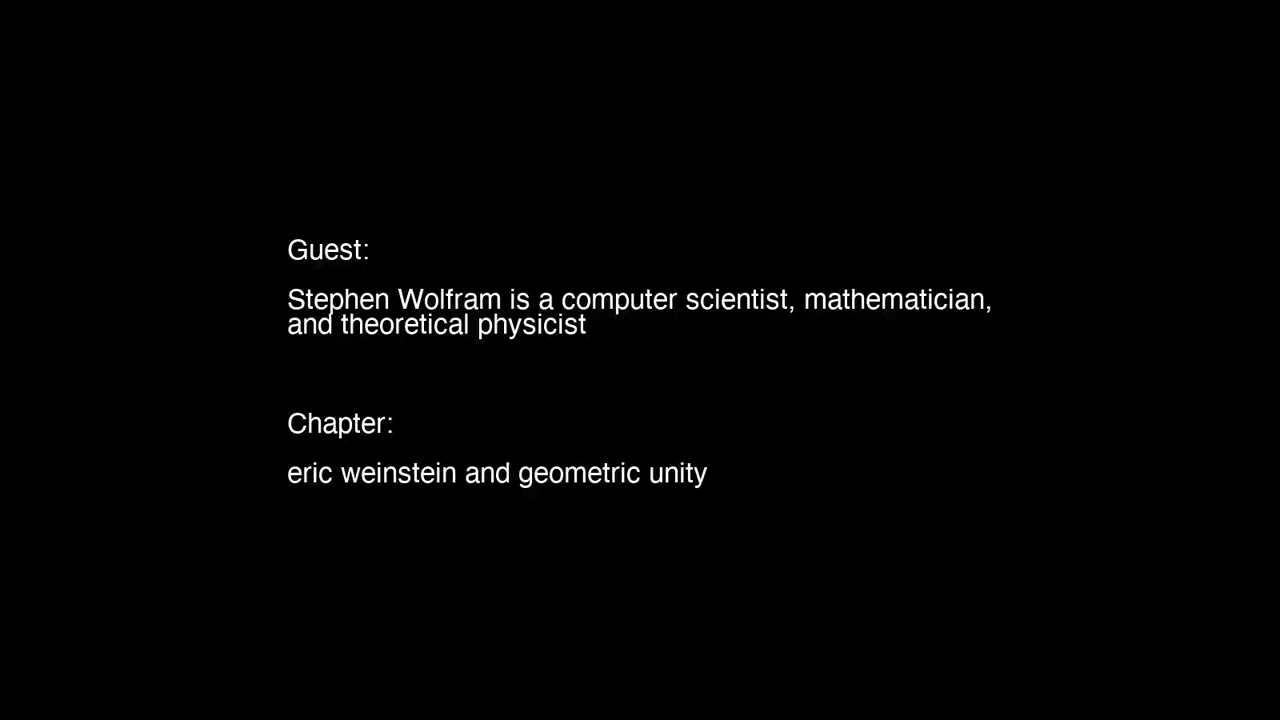 Guest:
Stephen Wolfram is a computer scientist, mathematician,
and theoretical physicist
Chapter:
eric weinstein and geometric unity